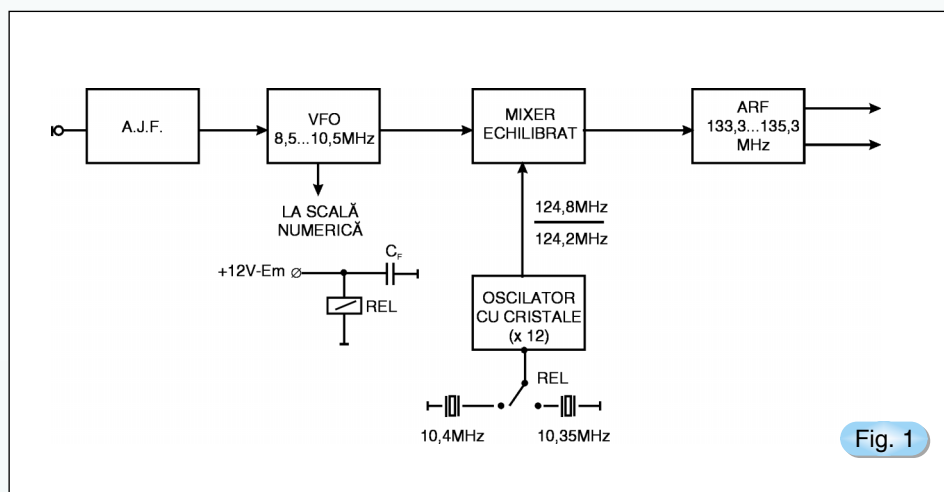 A.J.F.
VFO
8,5...10,5MHz
MIXER
ECHILIBRAT
ARF
133,3...135,3
MHz
LA SCALĂ
NUMERICĂ
124,8MHz
124,2MHz
+12V-Em
CF
REL
OSCILATOR
CU CRISTALE
(x 12)
REL
10,4MHz
10,35MHz
Fig. 1